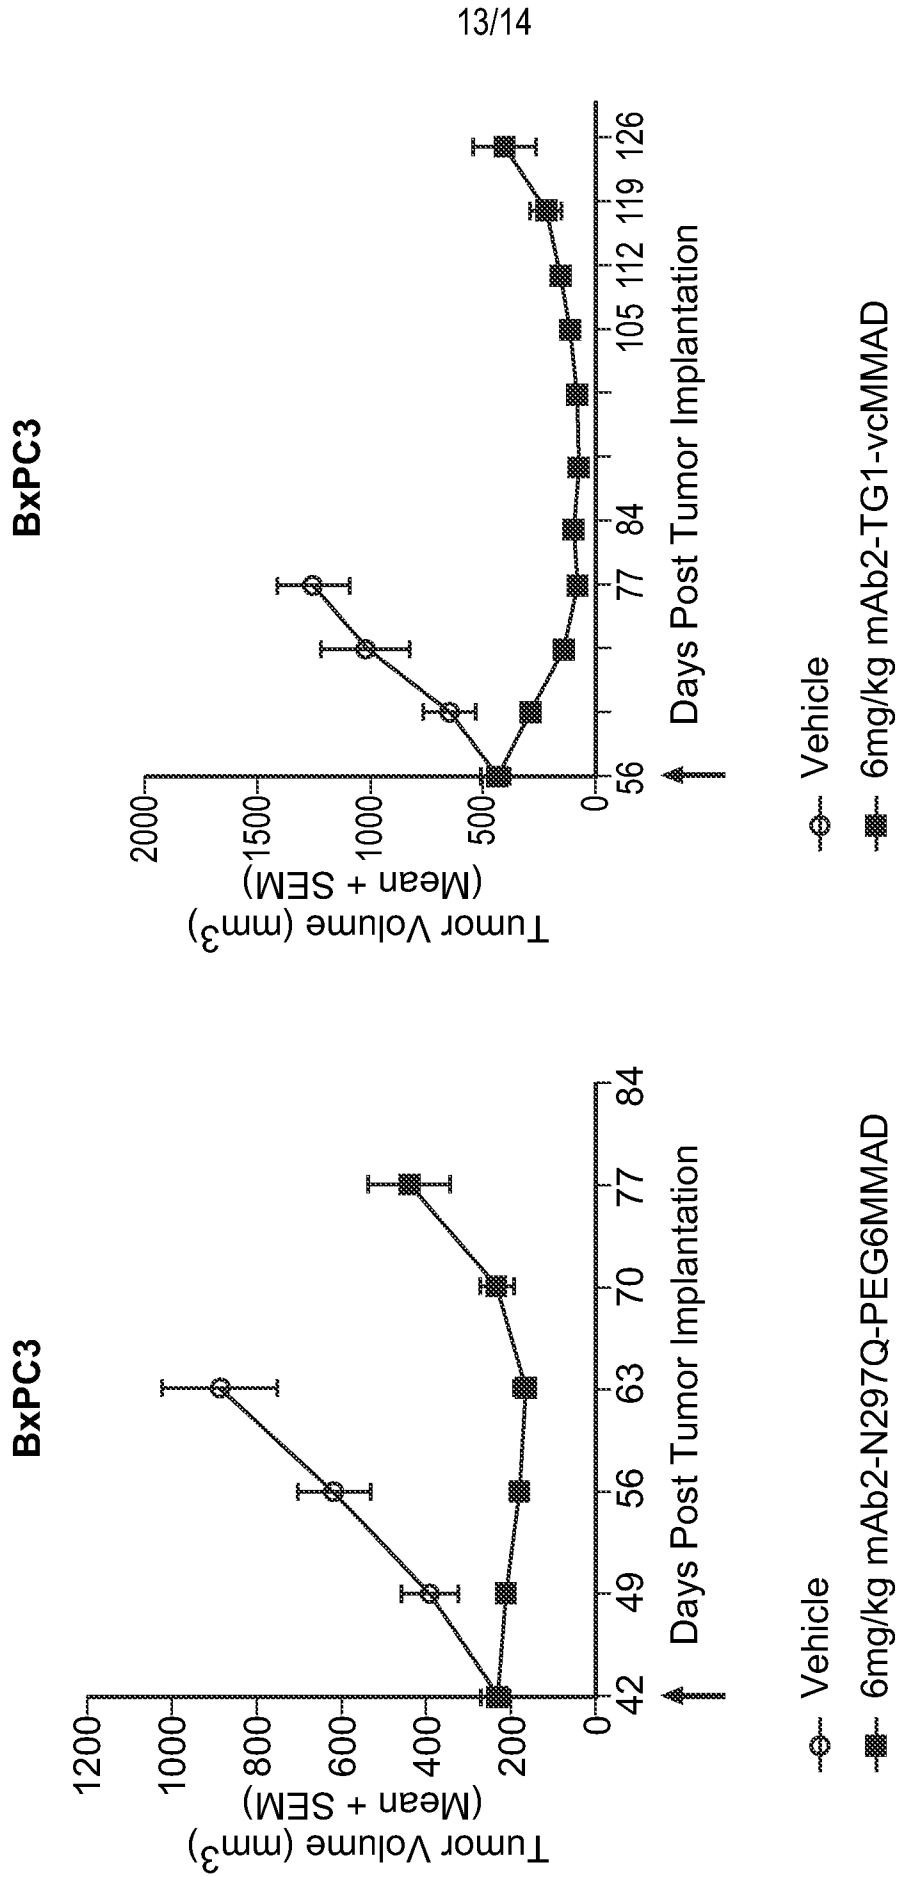 13/14
BxPC3
Tumor Volume (mm3)
(Mean + SEM)
1200
1000
800
600
400
200
0
42
49
56
63
70
77
84
Days Post Tumor Implantation
Vehicle
6mg/kg mAb2-N297Q-PEG6MMAD
BxPC3
Tumor Volume (mm3)
(Mean + SEM)
2000
1500
1000
500
0
56
77
84
105
112
119
126
Days Post Tumor Implantation
Vehicle
6mg/kg mAb2-TG1-vcMMAD